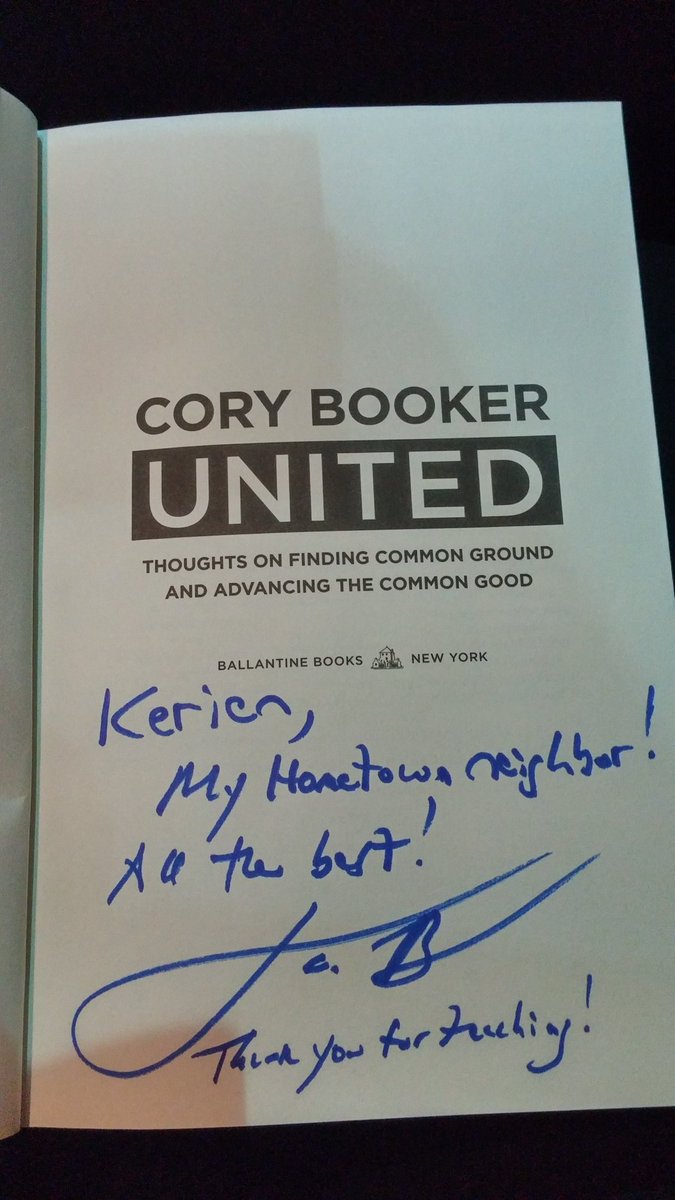 CORY BOOKER
UNITED
THOUGHTS ON FINDING COMMON GROUND
AND ADVANCING THE COMMON GOOD
BALLANTINE BOOKS NEW YORK
Kerien,
My Hometown neighbor!
All the best!
C. B
Thank you for teaching!